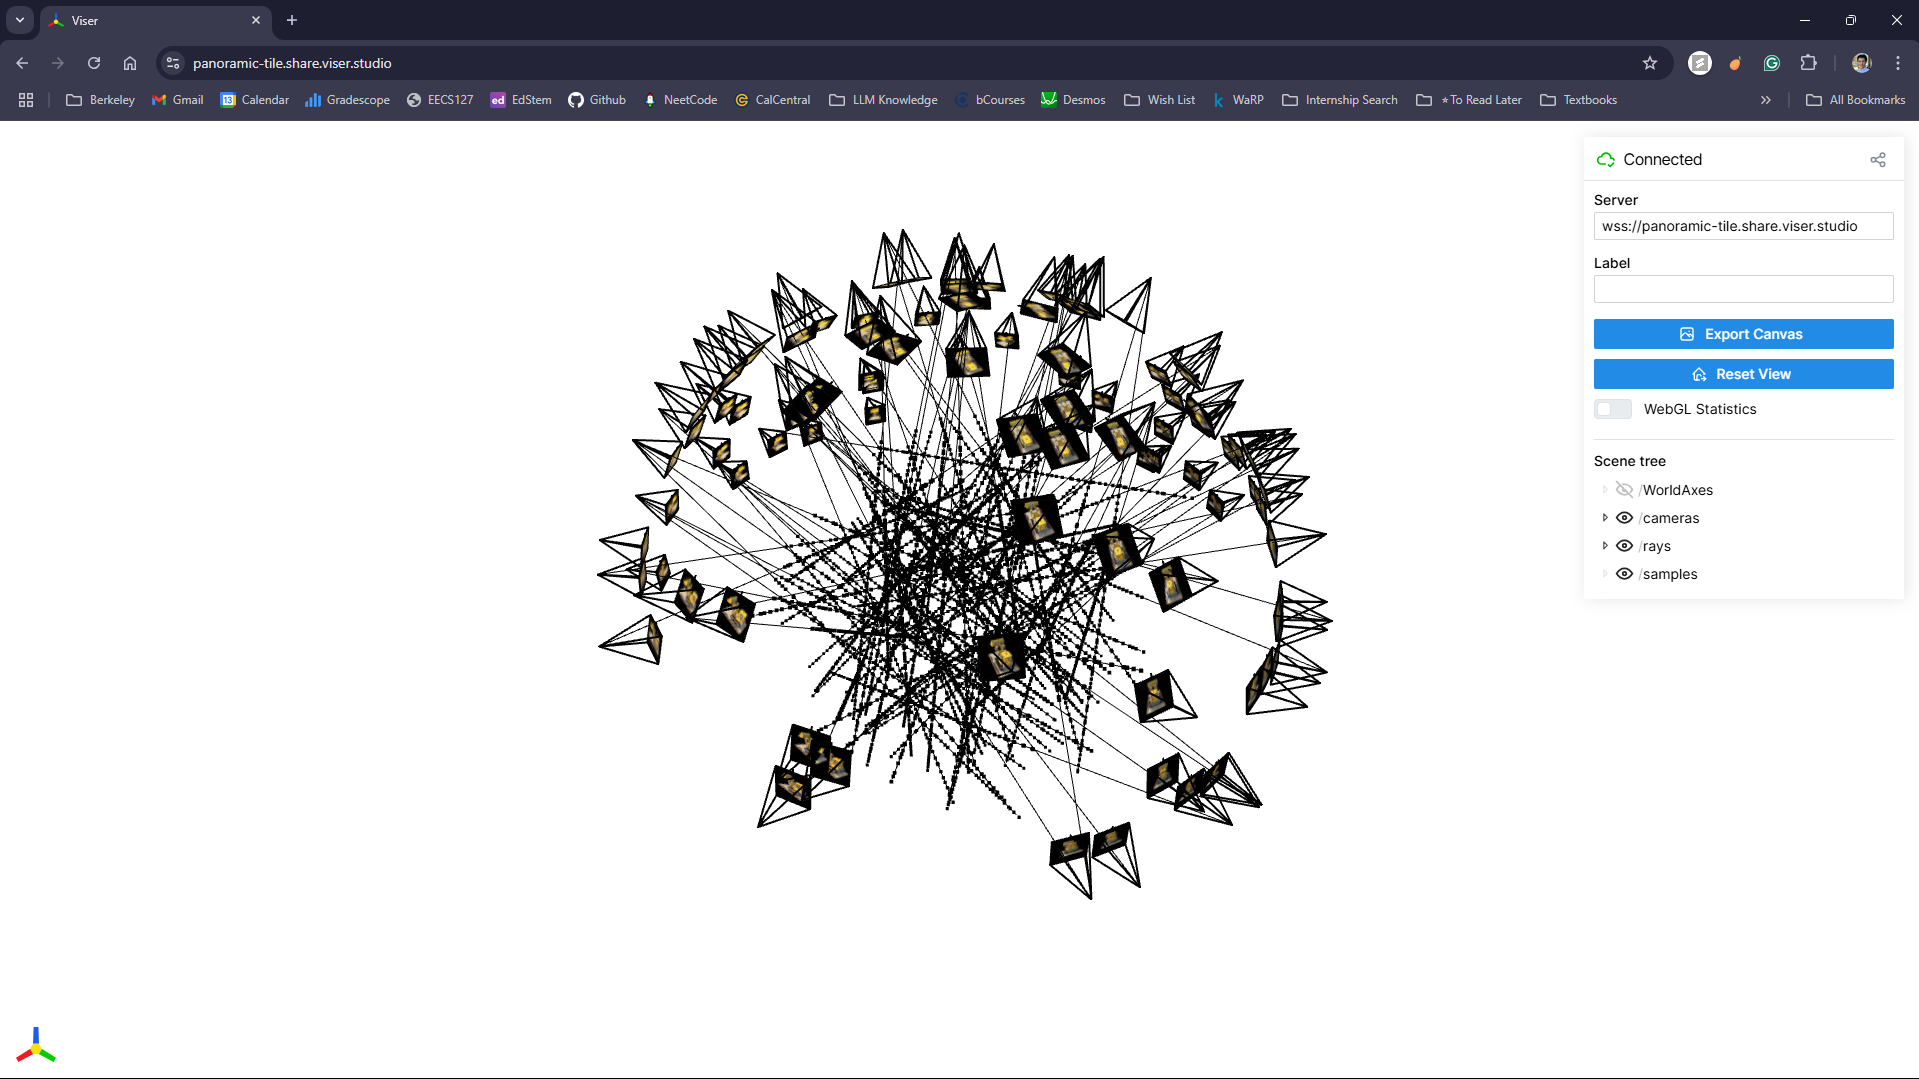 Viser
panoramic-tile.share.viser.studio
Berkeley Gmail 13 Calendar Gradescope EECS127 ed EdStem Github NeetCode CalCentral LLM Knowledge bCourses Desmos Wish List k WaRP Internship Search ⭑To Read Later Textbooks All Bookmarks
Connected
Server
wss://panoramic-tile.share.viser.studio
Label
Export Canvas
Reset View
WebGL Statistics
Scene tree
/WorldAxes
/cameras
/rays
/samples